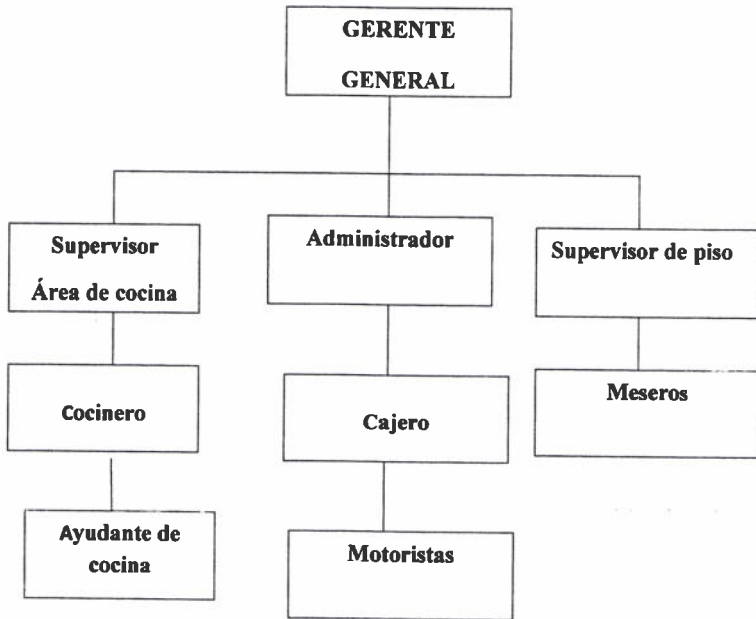 GERENTE
GENERAL
Supervisor
Área de cocina
Administrador
Supervisor de piso
Cocinero
Cajero
Meseros
Ayudante de
cocina
Motoristas